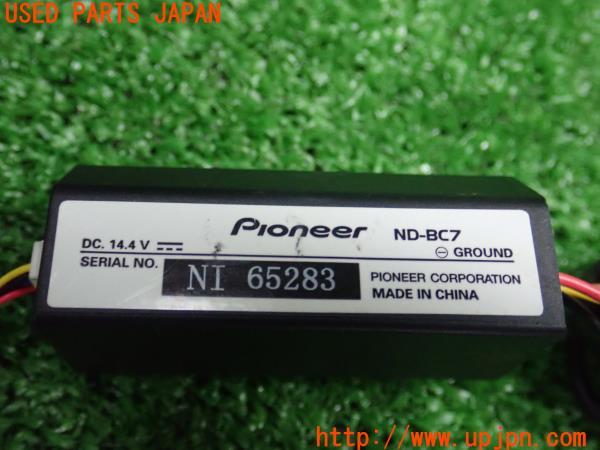 USED PARTS JAPAN
Pioneer ND-BC7
DC. 14.4 V ⊖ GROUND
SERIAL NO. NI 65283 PIONEER CORPORATION
MADE IN CHINA
http://www.upjpn.com